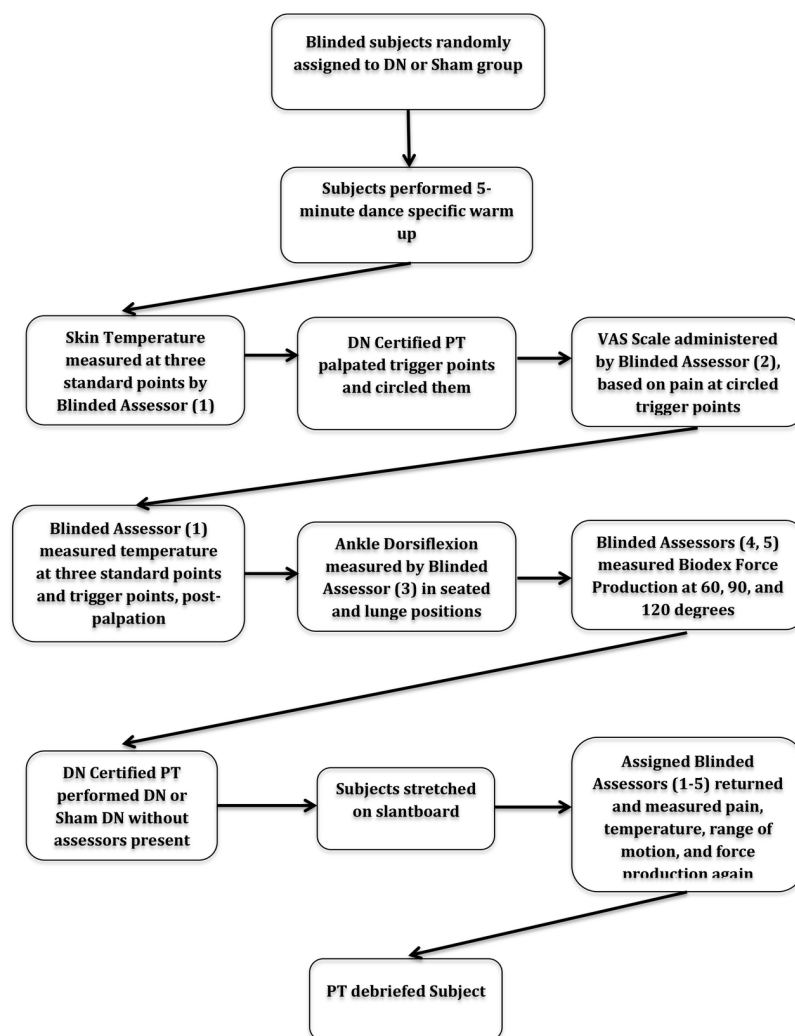 Blinded subjects randomly
assigned to DN or Sham group
Subjects performed 5-
minute dance specific warm
up
Skin Temperature
measured at three
standard points by
Blinded Assessor (1)
DN Certified PT
palpated trigger points
and circled them
VAS Scale administered
by Blinded Assessor (2),
based on pain at circled
trigger points
Blinded Assessor (1)
measured temperature
at three standard points
and trigger points, post-
palpation
Ankle Dorsiflexion
measured by Blinded
Assessor (3) in seated
and lunge positions
Blinded Assessors (4, 5)
measured Biodex Force
Production at 60, 90, and
120 degrees
DN Certified PT
performed DN or
Sham DN without
assessors present
Subjects stretched
on slantboard
Assigned Blinded
Assessors (1-5) returned
and measured pain,
temperature, range of
motion, and force
production again
PT debriefed Subject